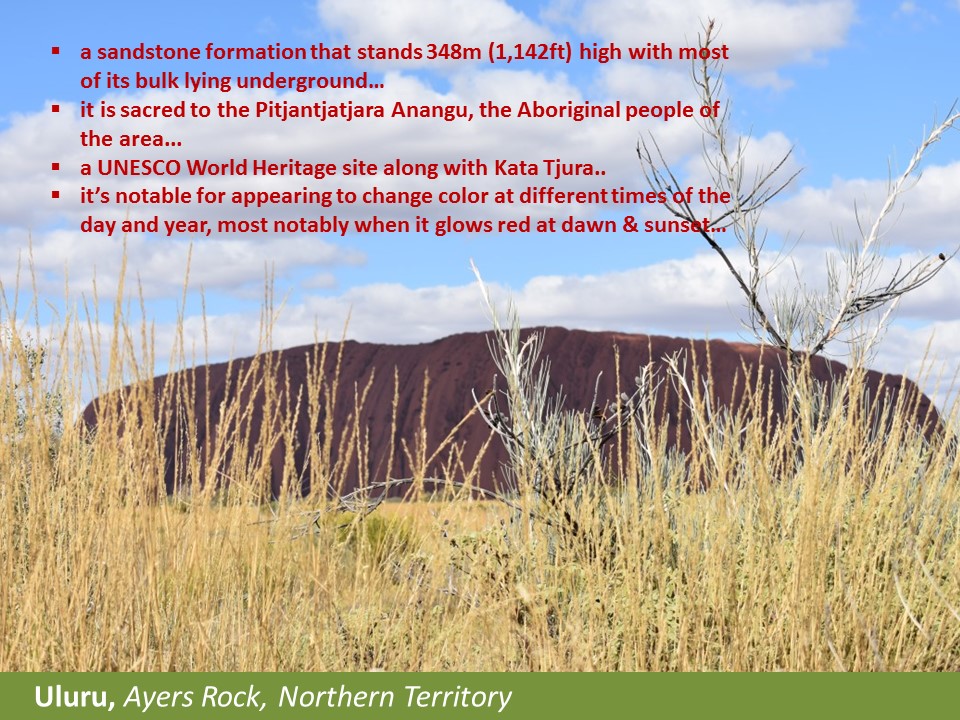 ▪ a sandstone formation that stands 348m (1,142ft) high with most
of its bulk lying underground…
▪ it is sacred to the Pitjantjatjara Anangu, the Aboriginal people of
the area...
▪ a UNESCO World Heritage site along with Kata Tjura..
▪ it’s notable for appearing to change color at different times of the
day and year, most notably when it glows red at dawn & sunset…
Uluru, Ayers Rock, Northern Territory